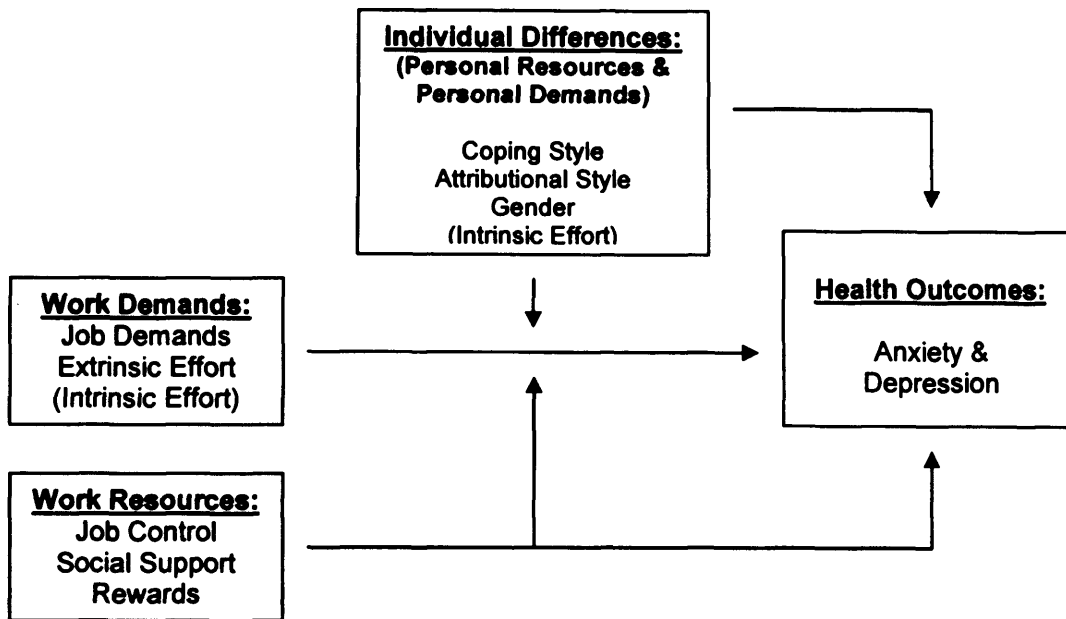 Individual Differences:
(Personal Resources &
Personal Demands)
Coping Style
Attributional Style
Gender
(Intrinsic Effort)
Work Demands:
Job Demands
Extrinsic Effort
(Intrinsic Effort)
Health Outcomes:
Anxiety &
Depression
Work Resources:
Job Control
Social Support
Rewards